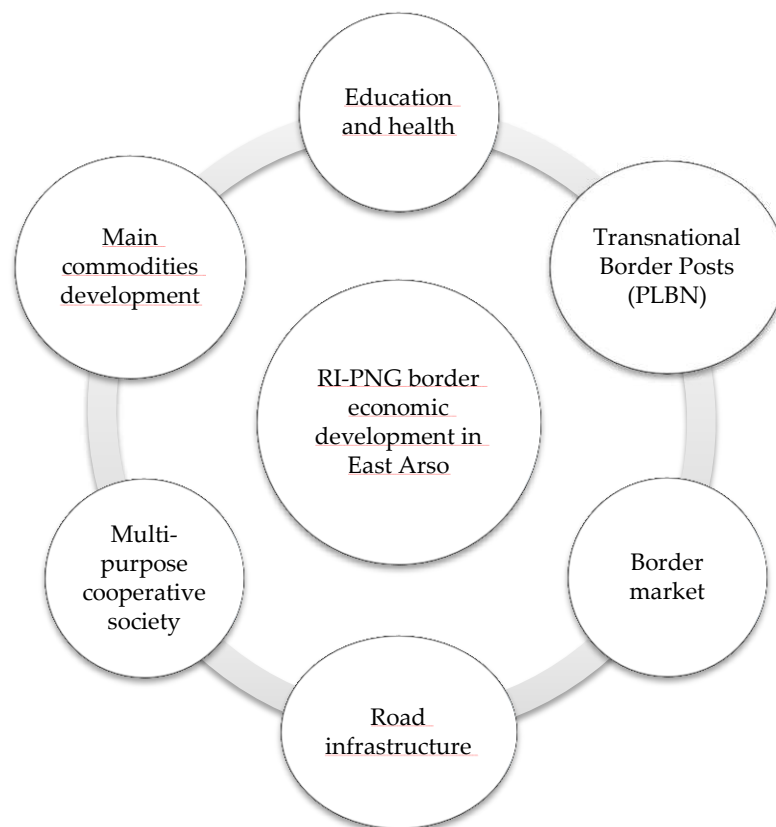 Education
and health
Transnational
Border Posts
(PLBN)
Main
commodities
development
RI-PNG border
economic
development in
East Arso
Multi-
purpose
cooperative
society
Border
market
Road
infrastructure